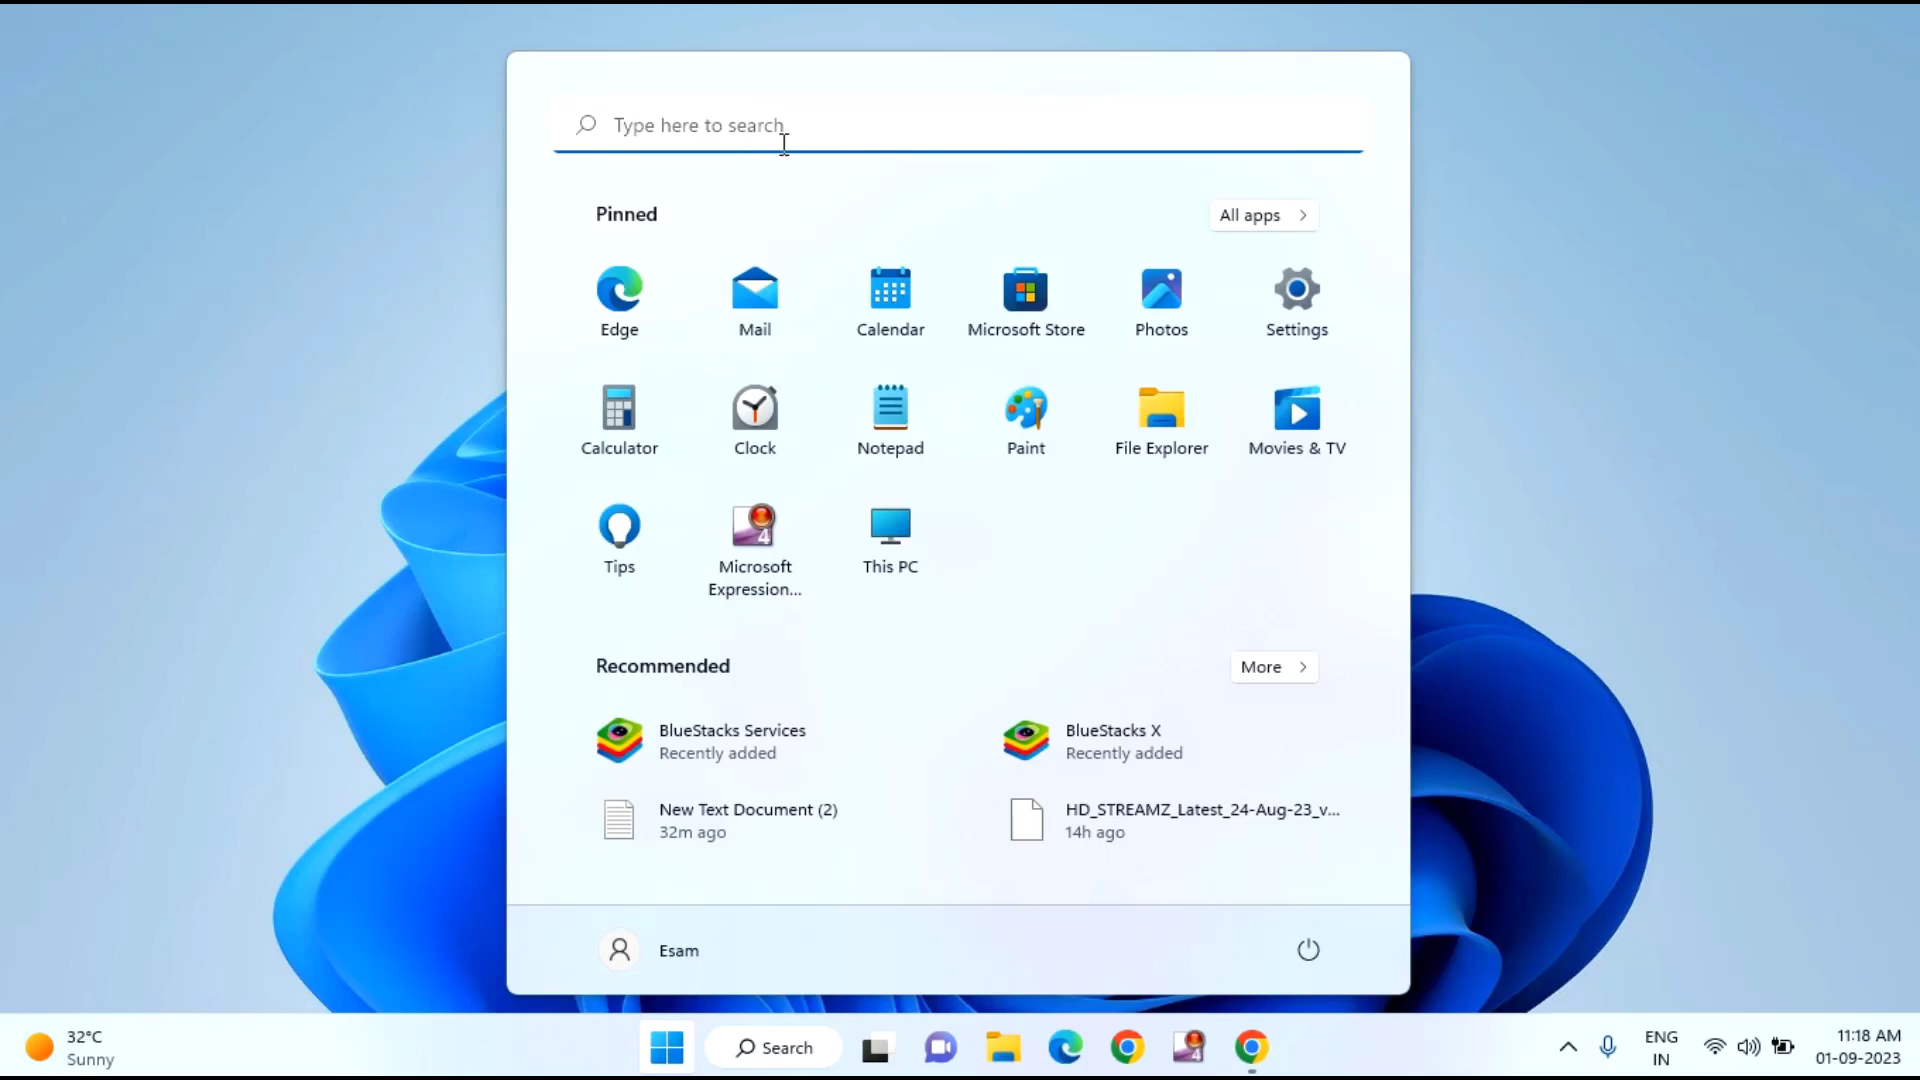 Type here to search
Pinned
All apps
Edge
Mail
Calendar
Microsoft Store
Photos
Settings
Calculator
Clock
Notepad
Paint
File Explorer
Movies & TV
Tips
Microsoft
Expression...
This PC
4
Recommended
More
BlueStacks Services
Recently added
BlueStacks X
Recently added
New Text Document (2)
32m ago
HD_STREAMZ_Latest_24-Aug-23_v...
14h ago
Esam
32°C
Sunny
Search
4
ENG
IN
11:18 AM
01-09-2023